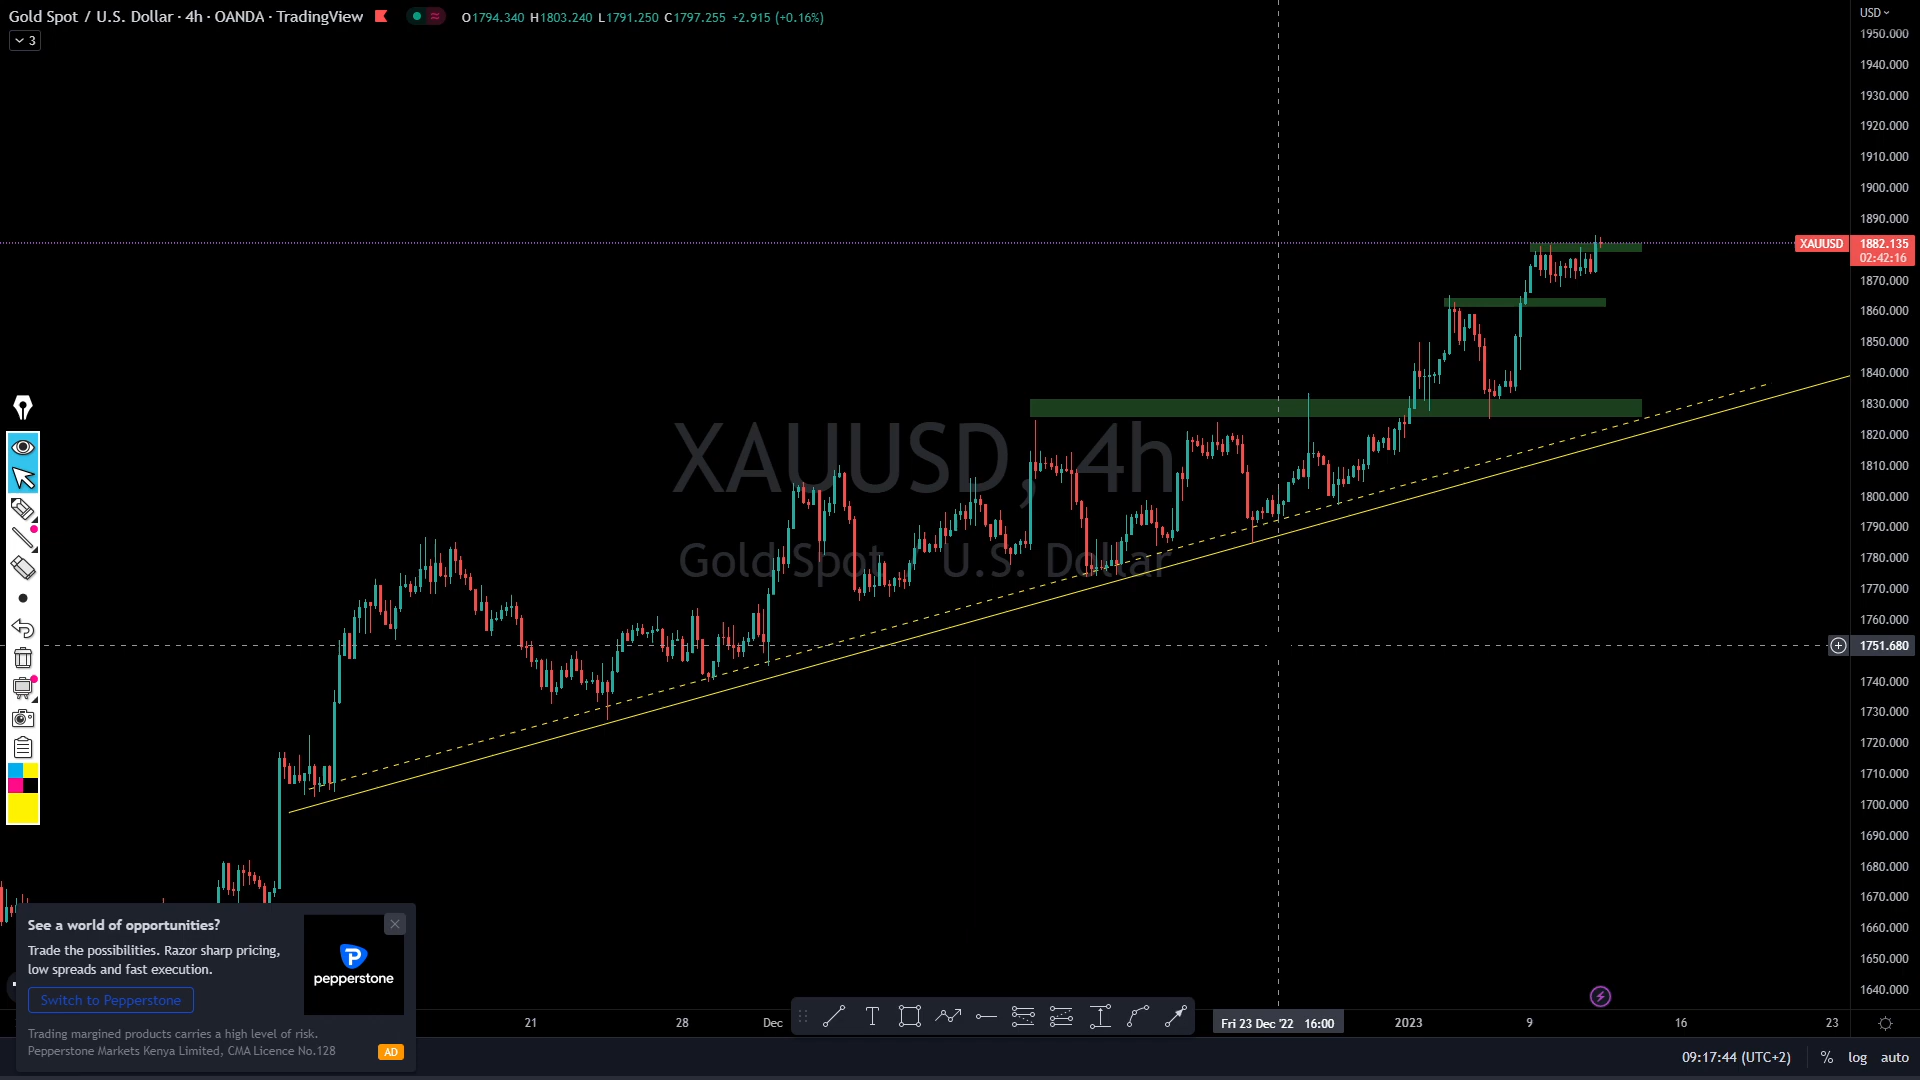 Gold Spot / U.S. Dollar · 4h · OANDA · TradingView
O1794.340 H1803.240 L1791.250 C1797.255 +2.915 (+0.16%)
3
USD
1950.000
1940.000
1930.000
1920.000
1910.000
1900.000
1890.000
XAUUSD 1882.135
02:42:16
1870.000
1860.000
1850.000
1840.000
1830.000
1820.000
1810.000
1800.000
1790.000
1780.000
1770.000
1760.000
1751.680
1740.000
1730.000
1720.000
1710.000
1700.000
1690.000
1680.000
1670.000
1660.000
1650.000
1640.000
XAUUSD, 4h
Gold Spot / U.S. Dollar
See a world of opportunities?
Trade the possibilities. Razor sharp pricing,
low spreads and fast execution.
Switch to Pepperstone
Trading margined products carries a high level of risk.
Pepperstone Markets Kenya Limited, CMA Licence No.128
AD
P
pepperstone
21 28 Dec Fri 23 Dec '22 16:00 2023 9 16 23
T
09:17:44 (UTC+2) % log auto